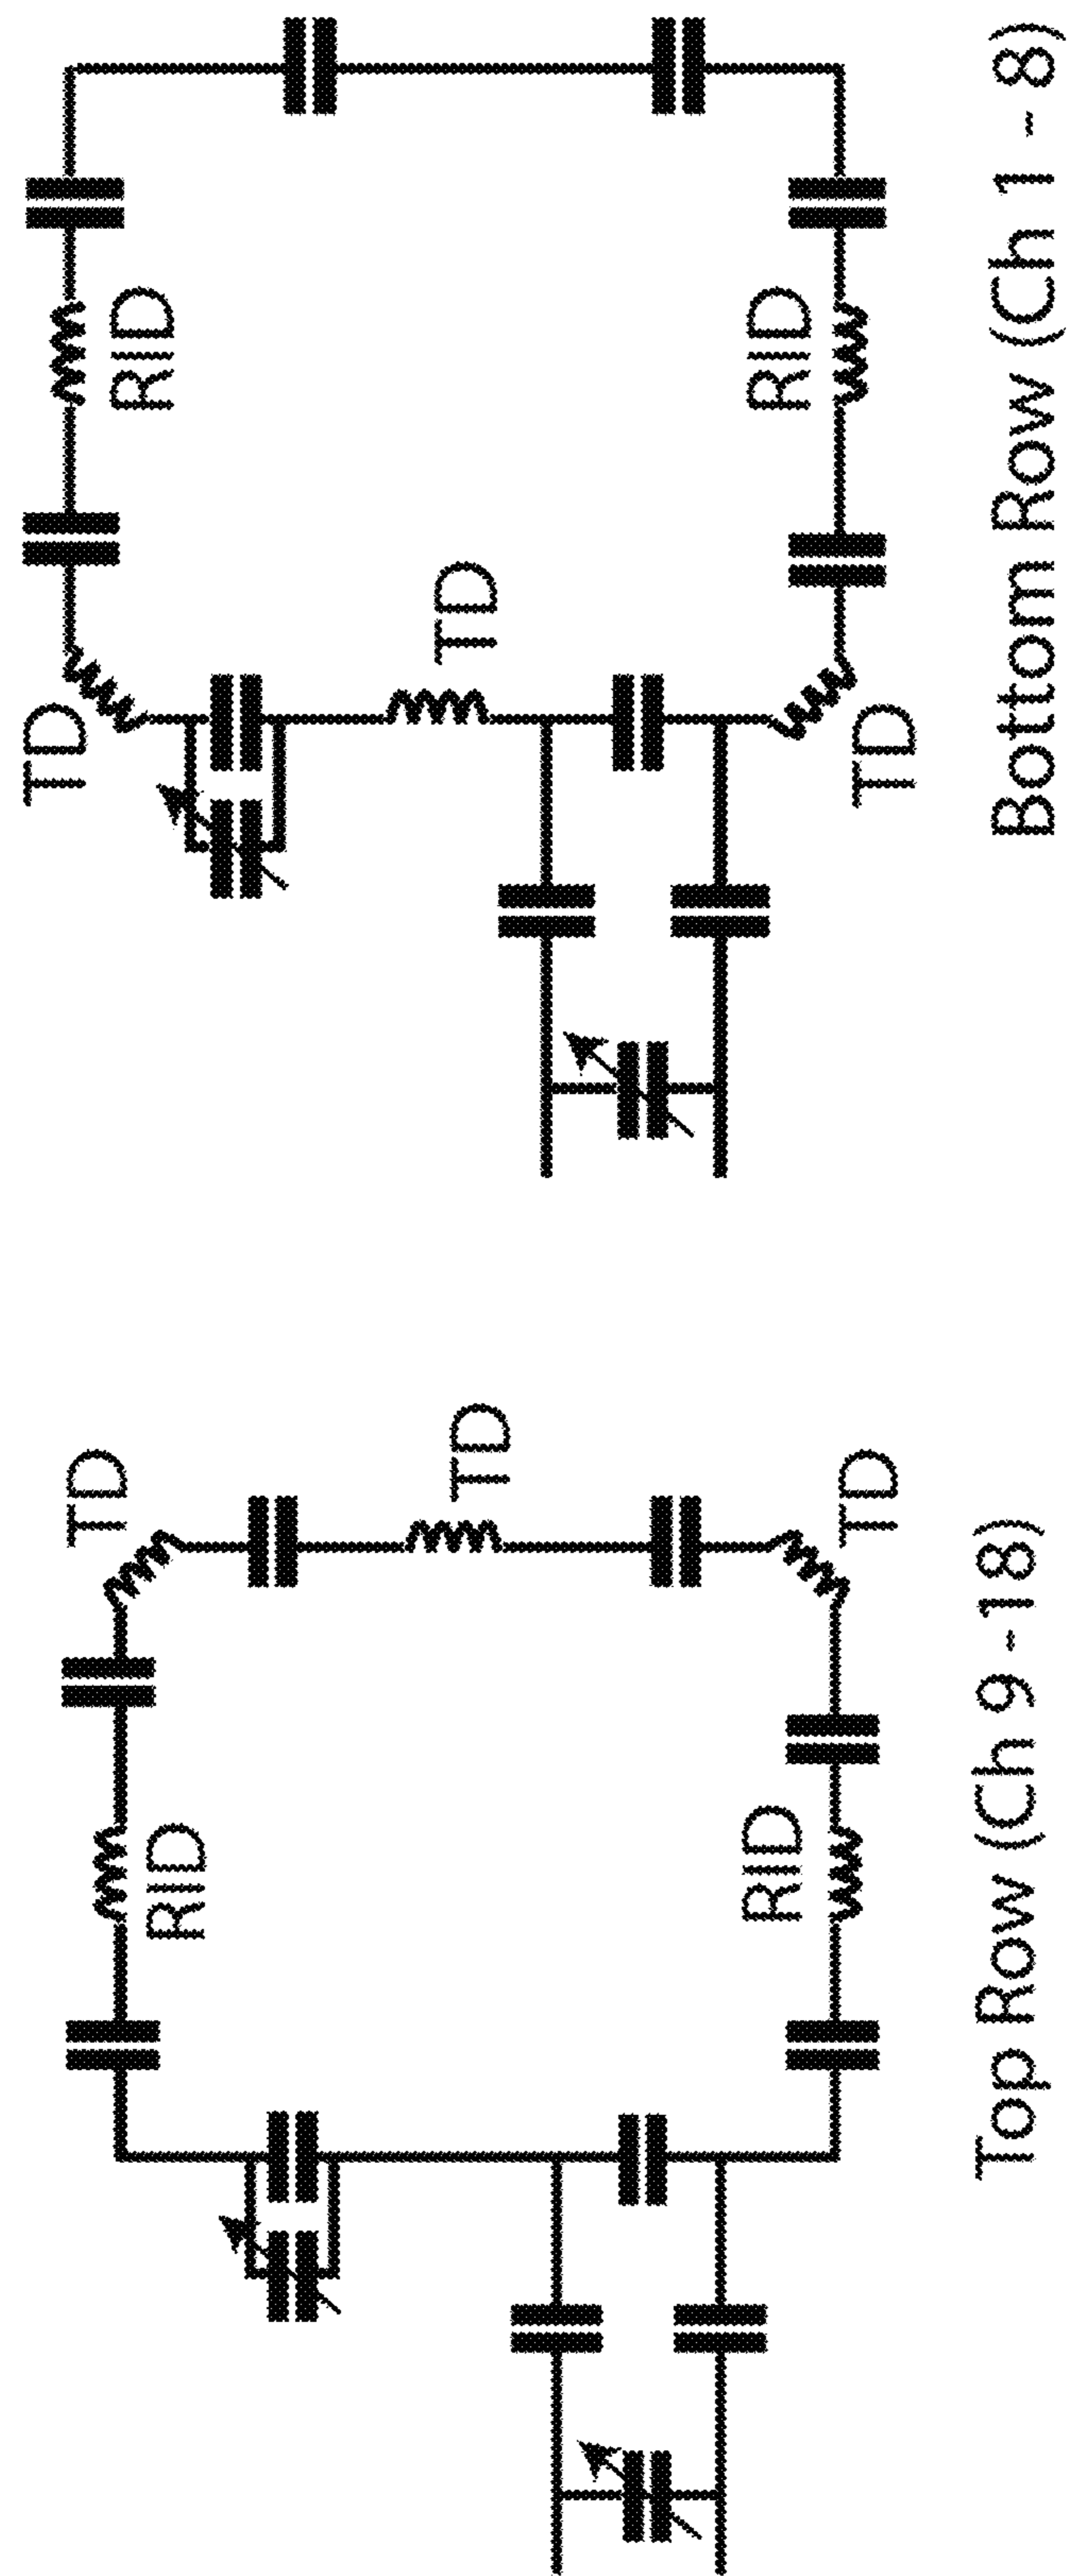 TD
RID
TD
RID
TD
Top Row (Ch 9-18)
TD
RID
TD
RID
TD
Bottom Row (Ch 1 - 8)